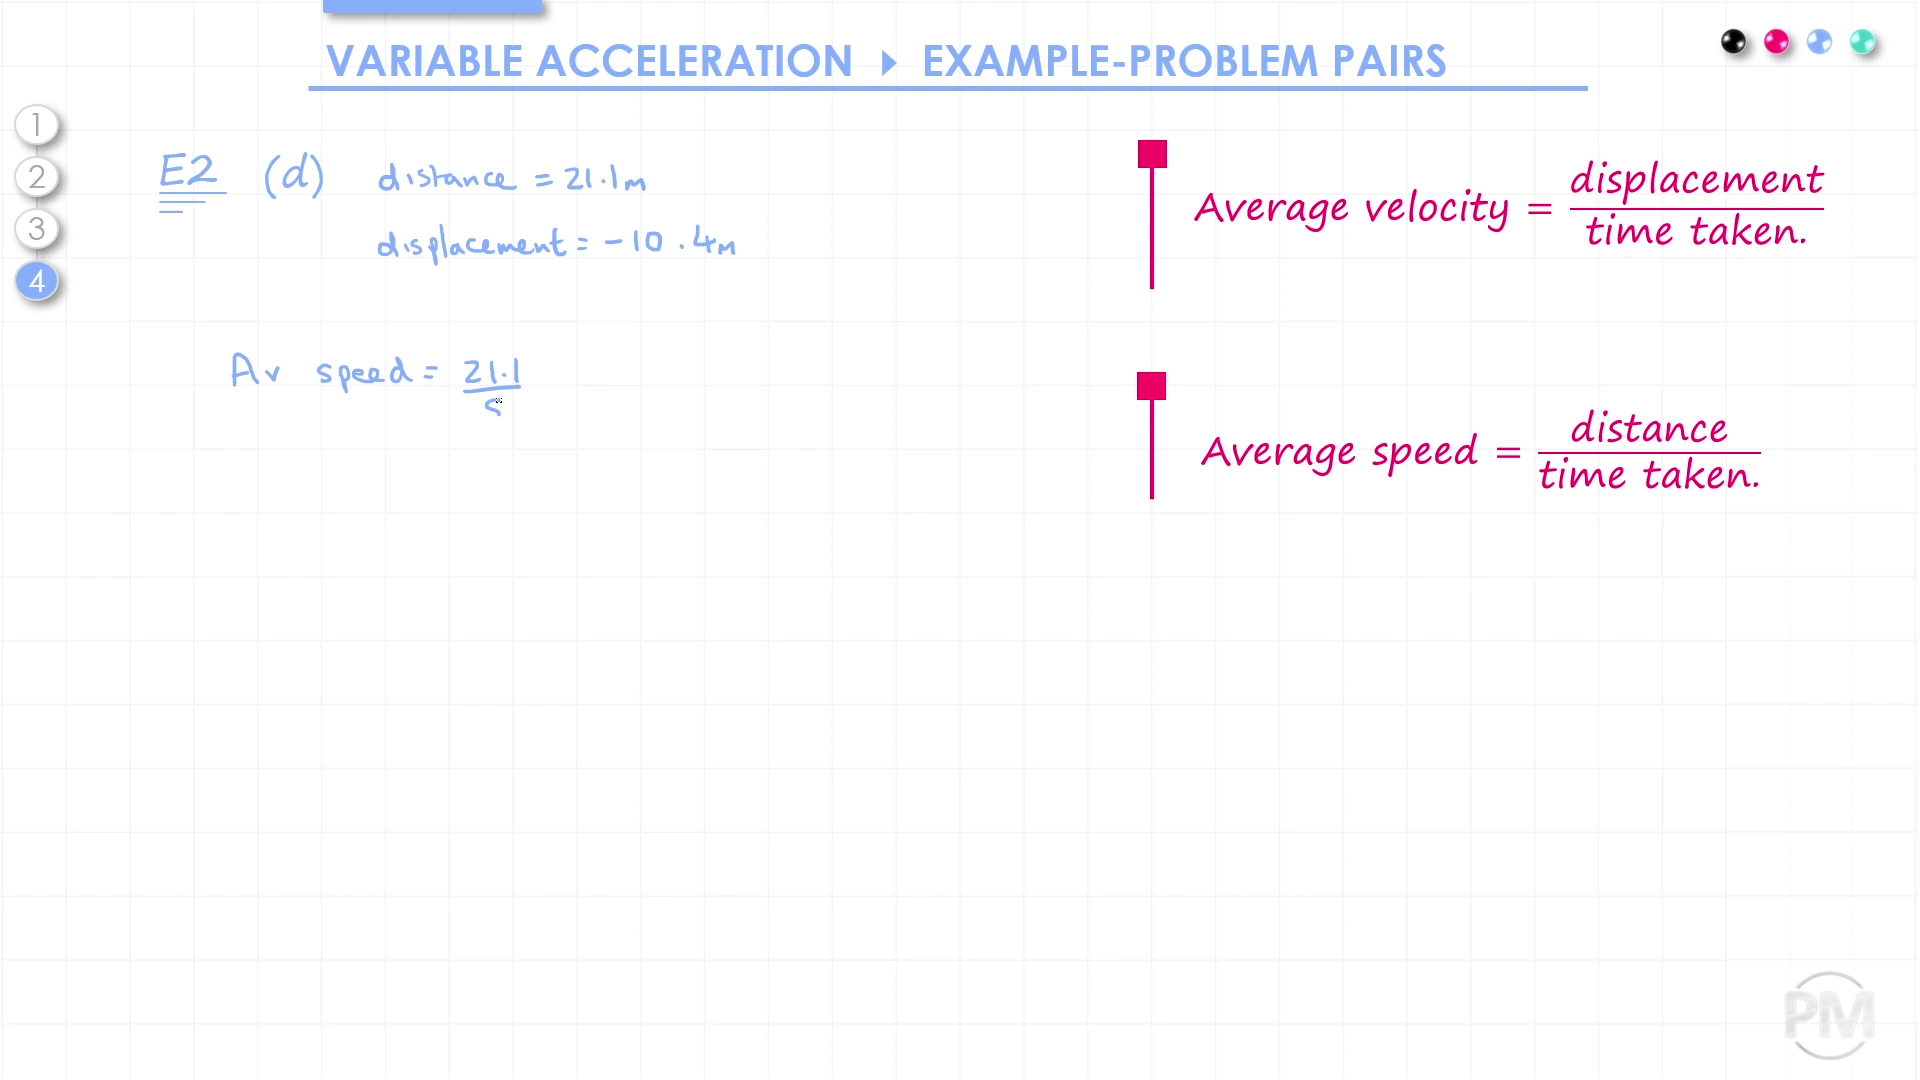 VARIABLE ACCELERATION ▸ EXAMPLE-PROBLEM PAIRS
1
2
3
4
E2 (d) distance = 21.1m
displacement = -10.4m
Av speed = 21.1
Average velocity = displacement
time taken.
Average speed = distance
time taken.
PM